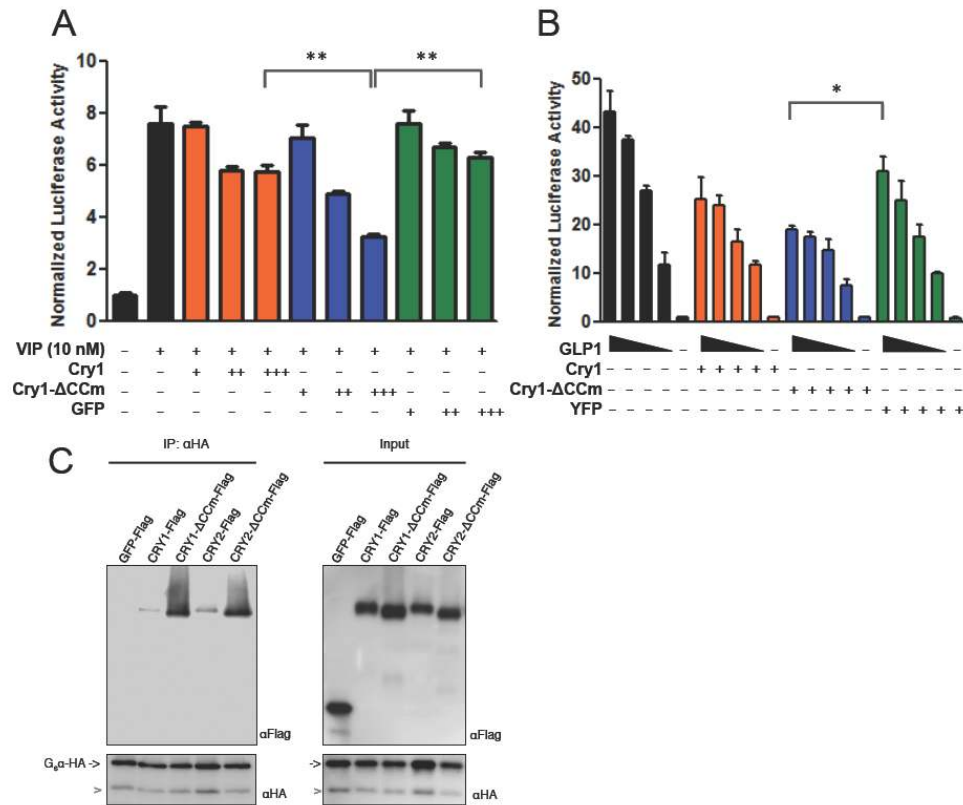 A
**
**
Normalized Luciferase Activity
10
8
6
4
2
0
VIP (10 nM) – + + + + + + + + + +
Cry1 – – + ++ +++ – – – – – –
Cry1-ΔCCm – – – – – + ++ +++ – – –
GFP – – – – – – – – + ++ +++
B
*
Normalized Luciferase Activity
50
40
30
20
10
0
GLP1 – – – –
Cry1 – – – – – + + + + + – – – – – – – – – –
Cry1-ΔCCm – – – – – – – – – – + + + + + – – – – –
YFP – – – – – – – – – – – – – – – + + + + +
C
IP: αHA
Input
GFP-Flag
CRY1-Flag
CRY1-ΔCCm-Flag
CRY2-Flag
CRY2-ΔCCm-Flag
GFP-Flag
CRY1-Flag
CRY1-ΔCCm-Flag
CRY2-Flag
CRY2-ΔCCm-Flag
αFlag
αFlag
Gsα-HA ->
->
>
αHA
>
αHA